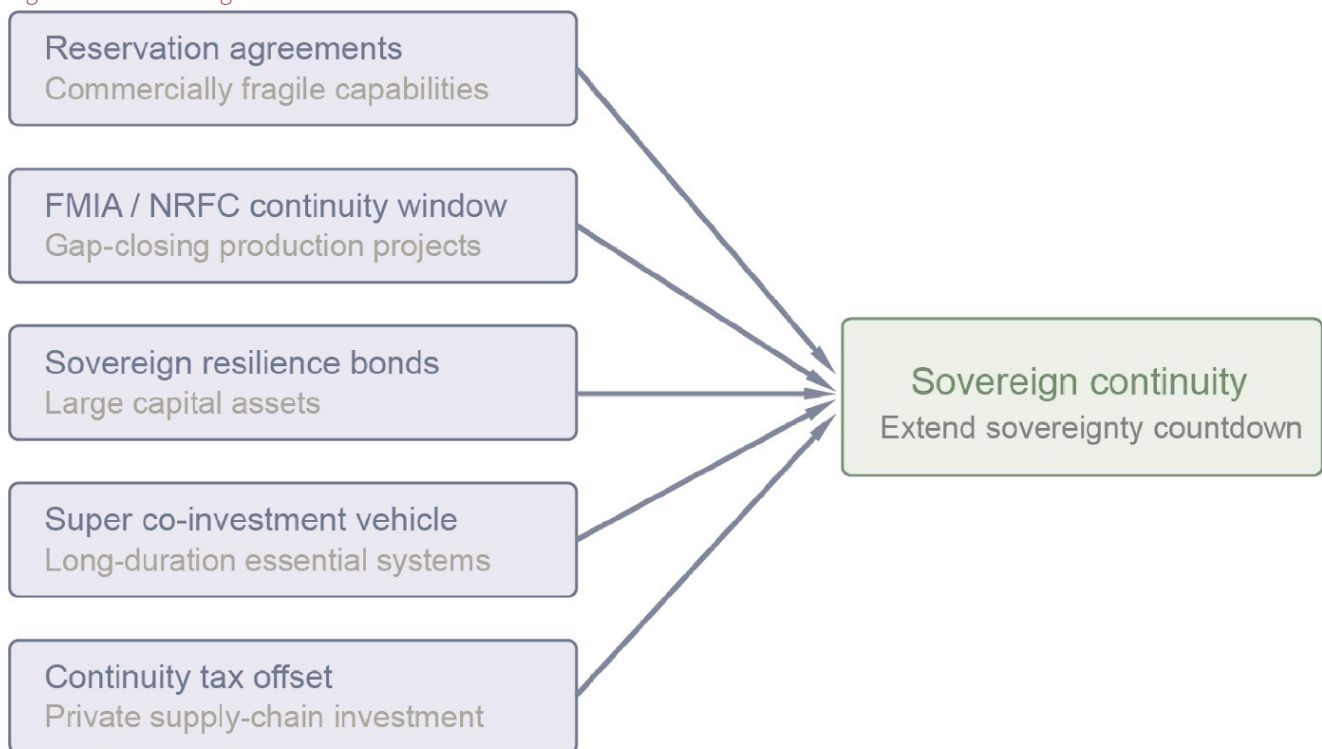 Reservation agreements
Commercially fragile capabilities
FMIA / NRFC continuity window
Gap-closing production projects
Sovereign resilience bonds
Large capital assets
Super co-investment vehicle
Long-duration essential systems
Continuity tax offset
Private supply-chain investment
Sovereign continuity
Extend sovereignty countdown